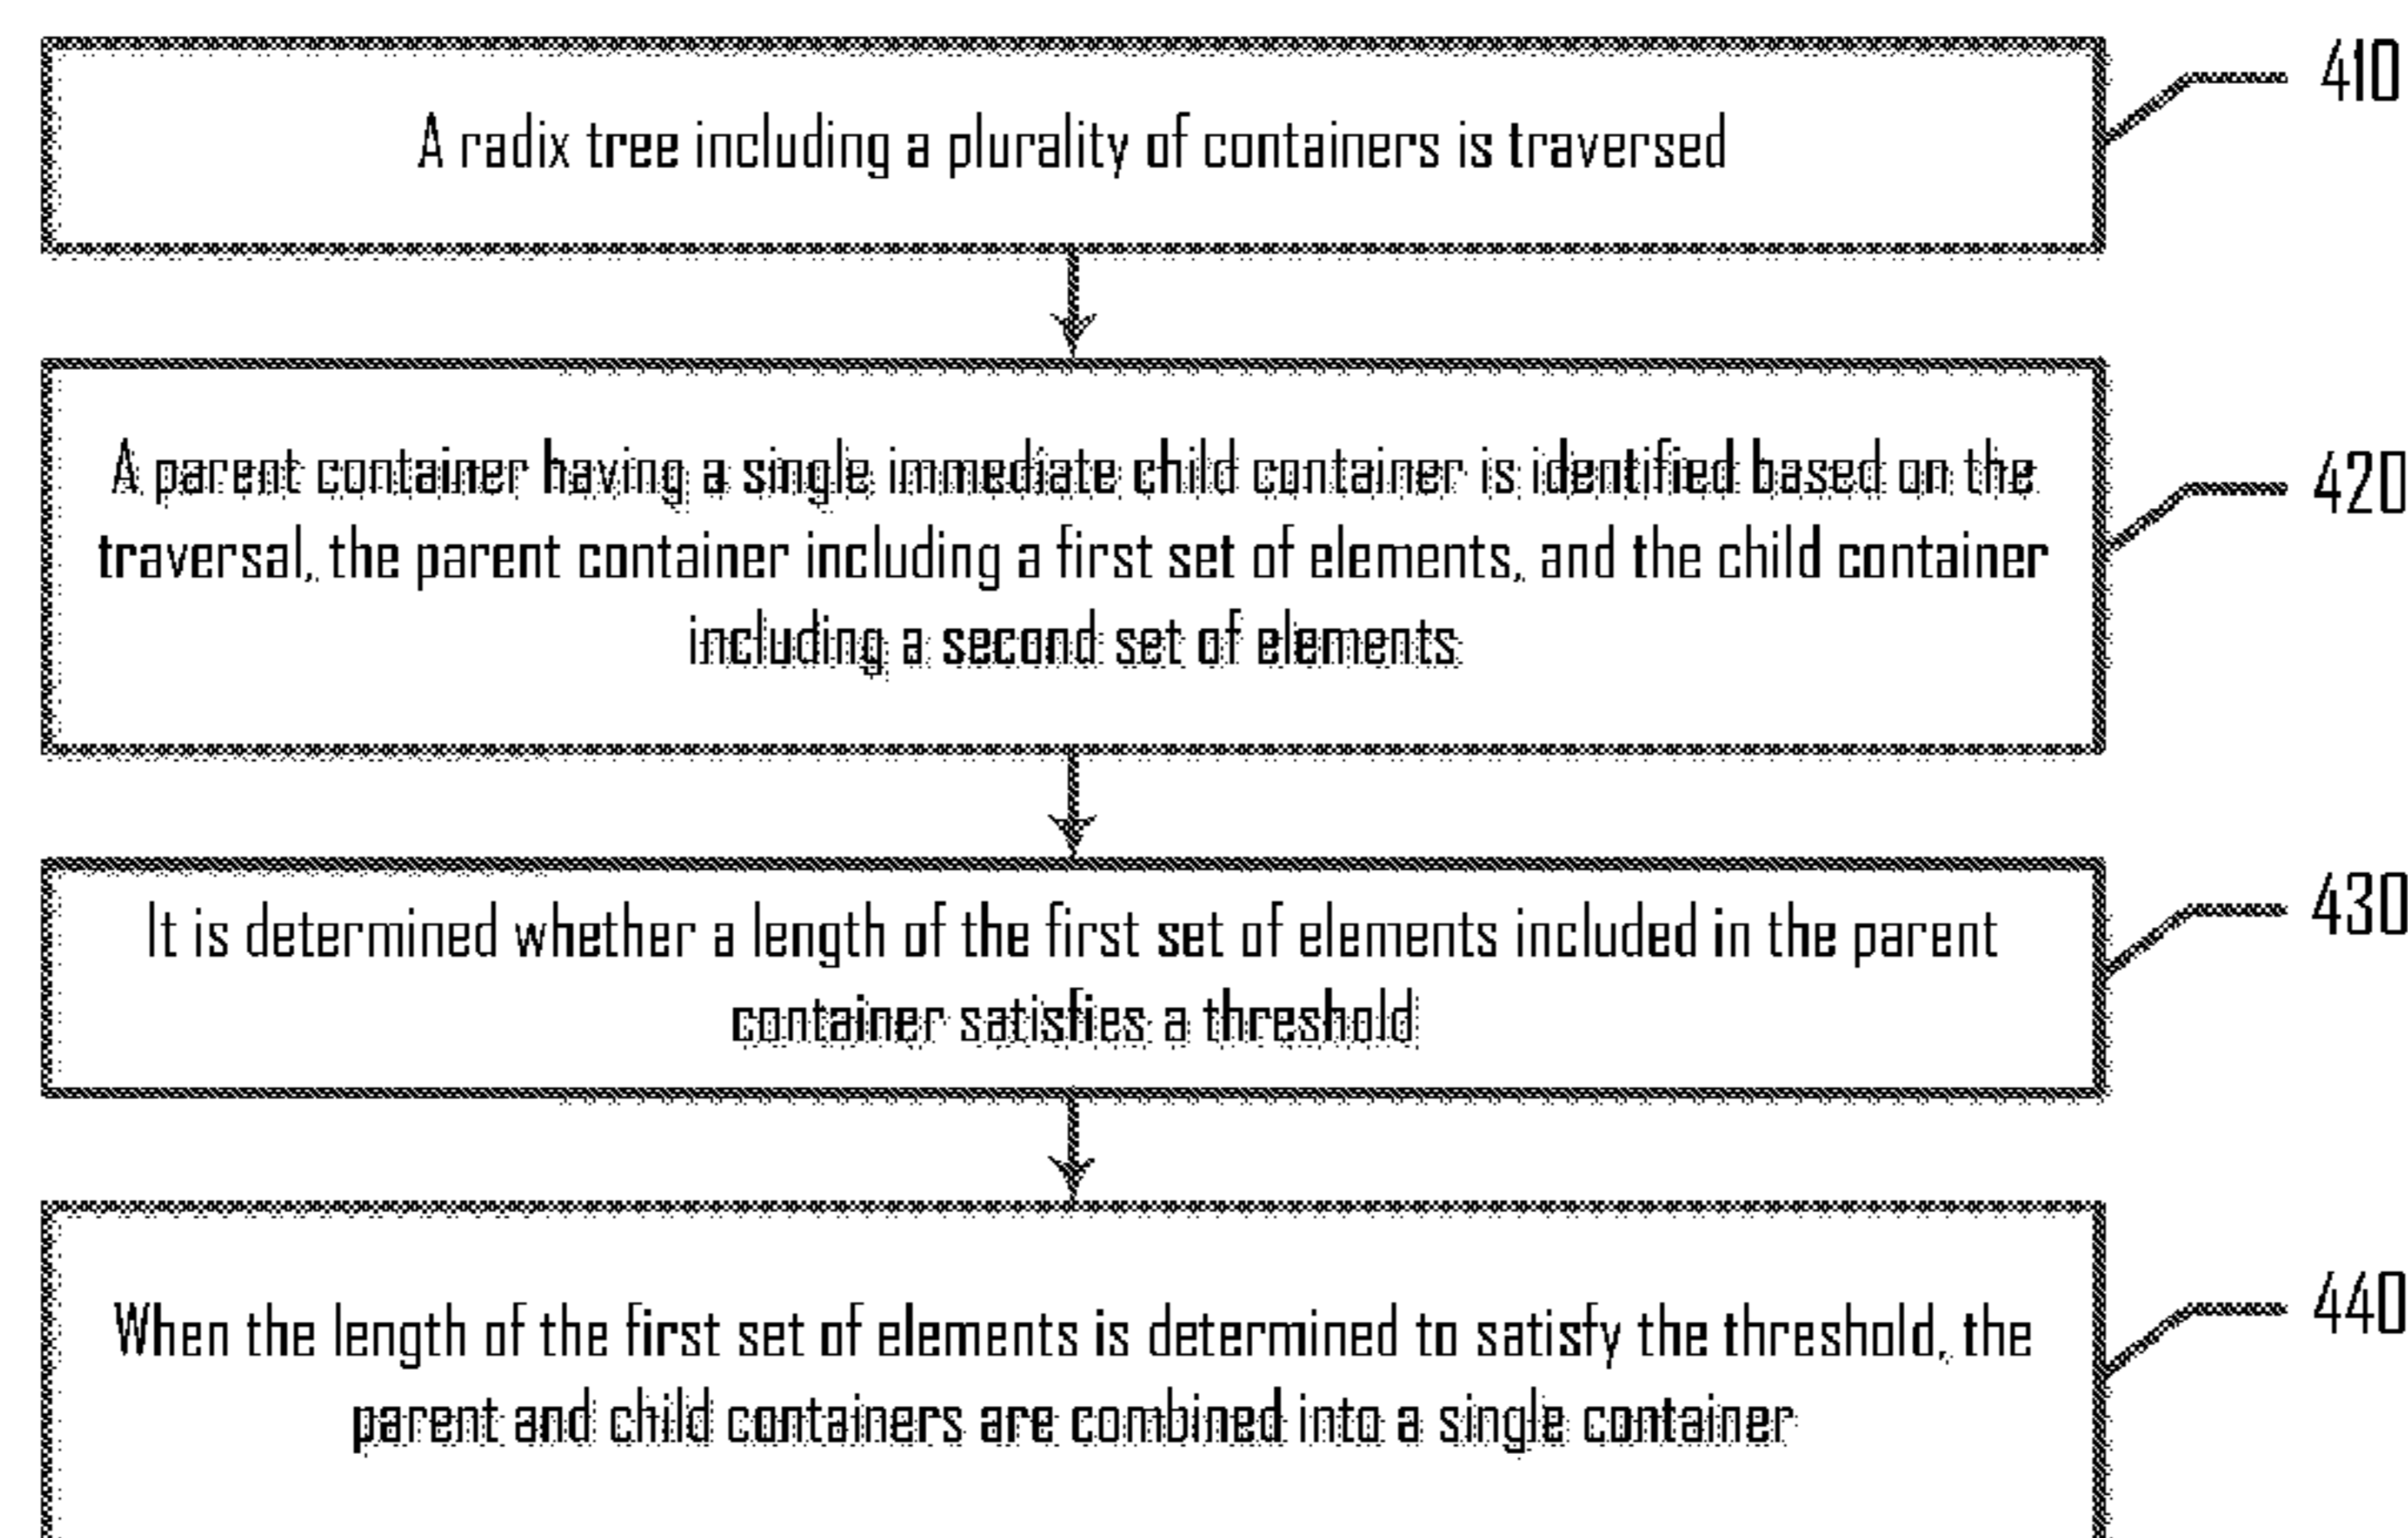 A radix tree including a plurality of containers is traversed
410
A parent container having a single immediate child container is identified based on the
traversal, the parent container including a first set of elements, and the child container
including a second set of elements
420
It is determined whether a length of the first set of elements included in the parent
container satisfies a threshold
430
When the length of the first set of elements is determined to satisfy the threshold, the
parent and child containers are combined into a single container
440